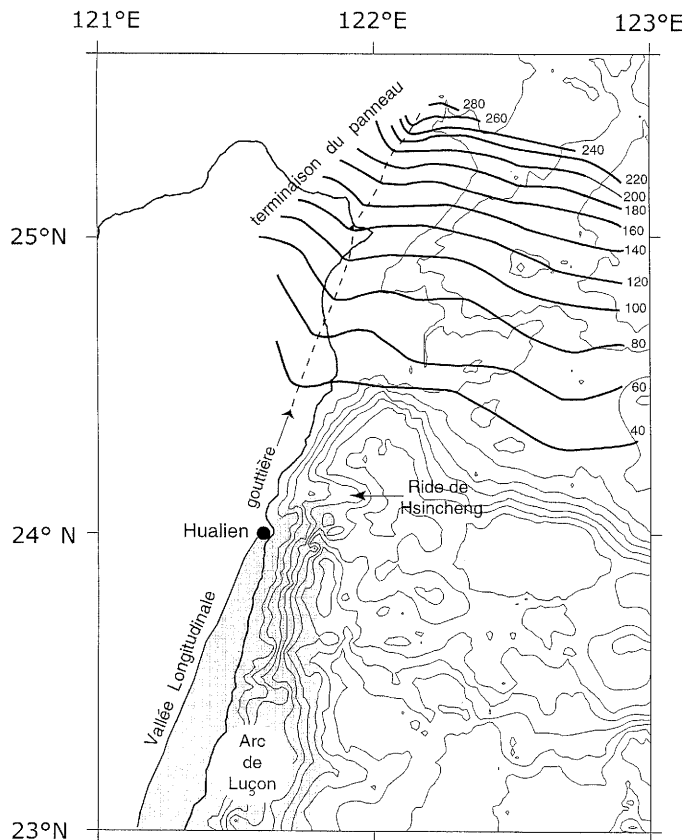 121°E
122°E
123°E
terminaison du panneau
280
260
240
220
200
180
160
140
120
100
80
60
40
25°N
gouttière
Ride de
Hsincheng
24° N
Hualien
Vallée Longitudinale
Arc
de
Luçon
23°N